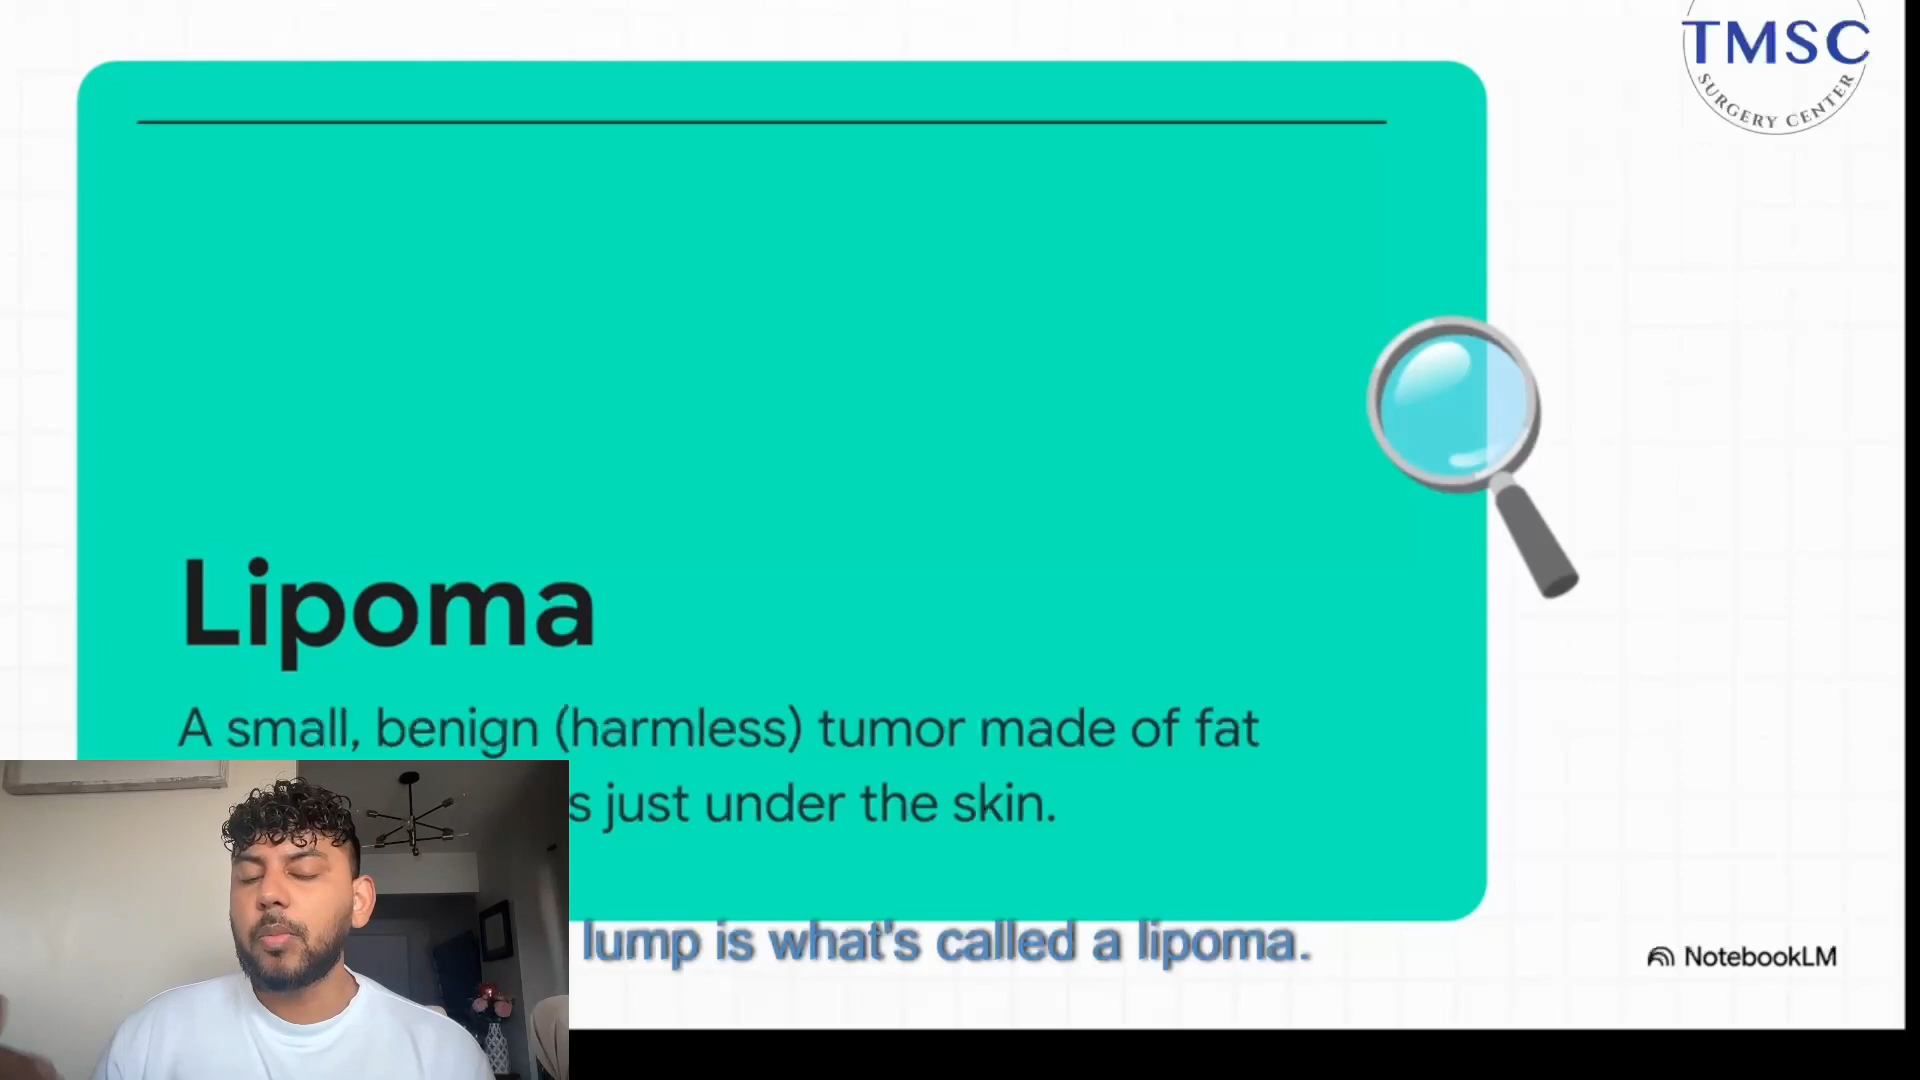 TMSC
SURGERY CENTER
Lipoma
A small, benign (harmless) tumor made of fat
s just under the skin.
lump is what's called a lipoma.
NotebookLM